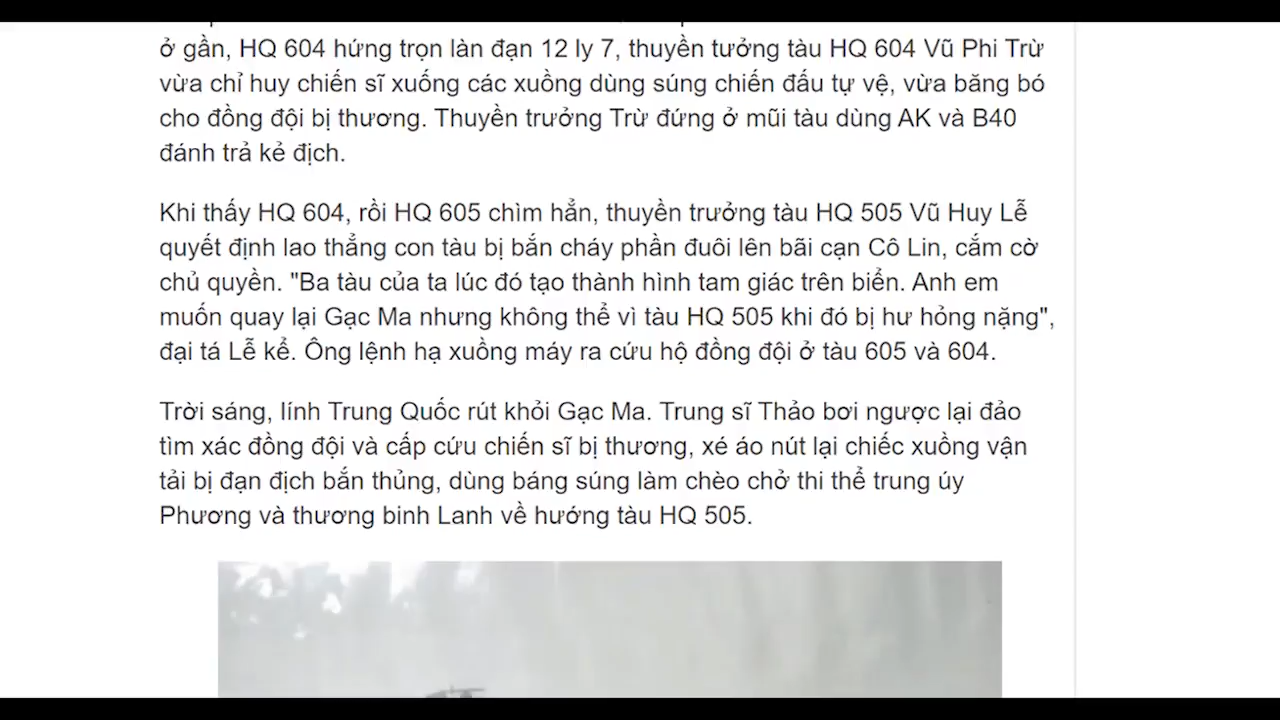 ở gần, HQ 604 hứng trọn làn đạn 12 ly 7, thuyền tưởng tàu HQ 604 Vũ Phi Trừ
vừa chỉ huy chiến sĩ xuống các xuồng dùng súng chiến đấu tự vệ, vừa băng bó
cho đồng đội bị thương. Thuyền trưởng Trừ đứng ở mũi tàu dùng AK và B40
đánh trả kẻ địch.
Khi thấy HQ 604, rồi HQ 605 chìm hẳn, thuyền trưởng tàu HQ 505 Vũ Huy Lễ
quyết định lao thẳng con tàu bị bắn cháy phần đuôi lên bãi cạn Cô Lin, cắm cờ
chủ quyền. "Ba tàu của ta lúc đó tạo thành hình tam giác trên biển. Anh em
muốn quay lại Gạc Ma nhưng không thể vì tàu HQ 505 khi đó bị hư hỏng nặng",
đại tá Lễ kể. Ông lệnh hạ xuồng máy ra cứu hộ đồng đội ở tàu 605 và 604.
Trời sáng, lính Trung Quốc rút khỏi Gạc Ma. Trung sĩ Thảo bơi ngược lại đảo
tìm xác đồng đội và cấp cứu chiến sĩ bị thương, xé áo nút lại chiếc xuồng vận
tải bị đạn địch bắn thủng, dùng báng súng làm chèo chở thi thể trung úy
Phương và thương binh Lanh về hướng tàu HQ 505.